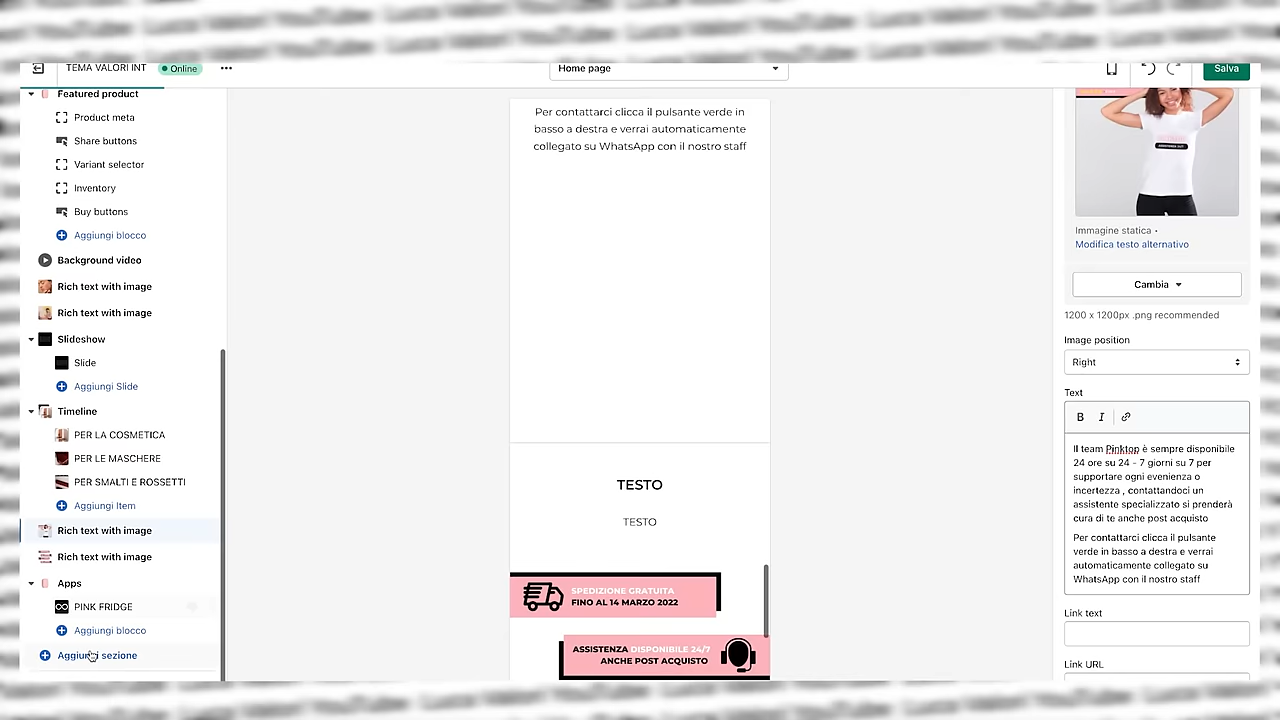 TEMA VALORI INT
Online
Home page
Salva
Featured product
Product meta
Share buttons
Variant selector
Inventory
Buy buttons
Aggiungi blocco
Background video
Rich text with image
Rich text with image
Slideshow
Slide
Aggiungi Slide
Timeline
PER LA COSMETICA
PER LE MASCHERE
PER SMALTI E ROSSETTI
Aggiungi Item
Rich text with image
Rich text with image
Apps
PINK FRIDGE
Aggiungi blocco
Aggiungi sezione
Per contattarci clicca il pulsante verde in
basso a destra e verrai automaticamente
collegato su WhatsApp con il nostro staff
TESTO
TESTO
SPEDIZIONE GRATUITA
FINO AL 14 MARZO 2022
ASSISTENZA DISPONIBILE 24/7
ANCHE POST ACQUISTO
Immagine statica •
Modifica testo alternativo
Cambia
1200 x 1200px .png recommended
Image position
Right
Text
B I
Il team Pinktop è sempre disponibile
24 ore su 24 - 7 giorni su 7 per
supportare ogni evenienza o
incertezza , contattandoci un
assistente specializzato si prenderà
cura di te anche post acquisto
Per contattarci clicca il pulsante
verde in basso a destra e verrai
automaticamente collegato su
WhatsApp con il nostro staff
Link text
Link URL